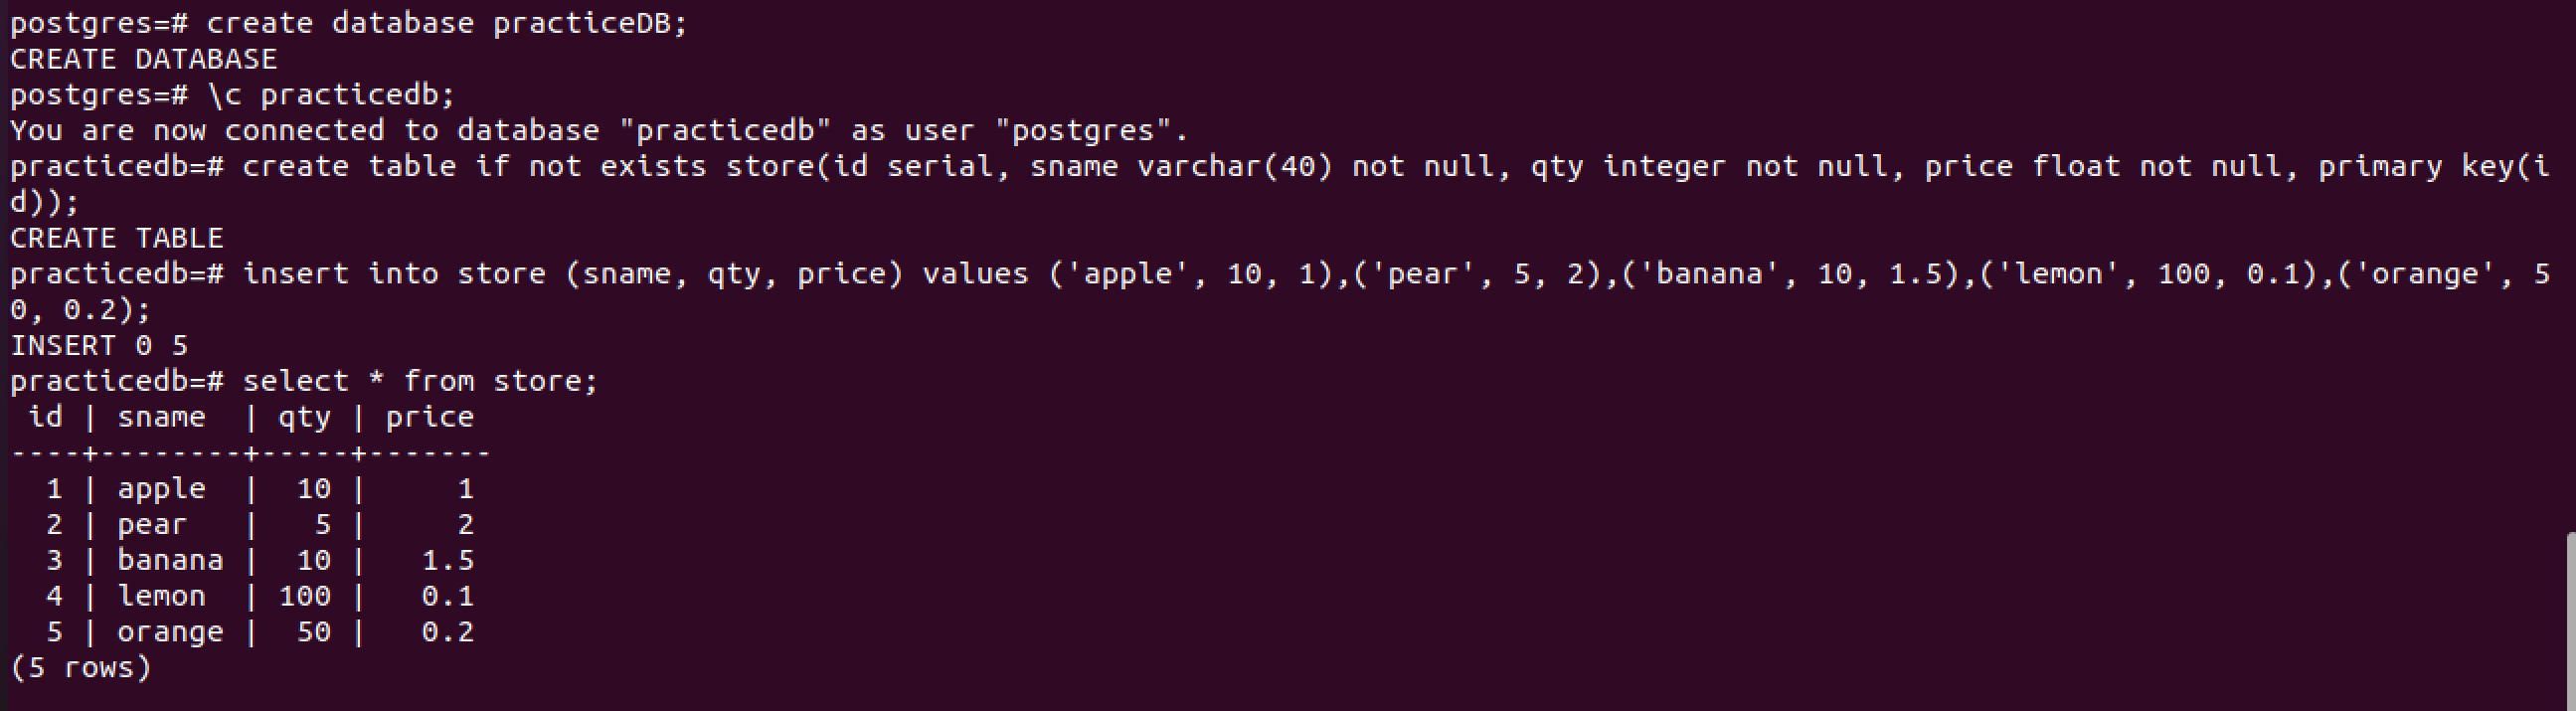 postgres=# create database practiceDB;
CREATE DATABASE
postgres=# \c practicedb;
You are now connected to database "practicedb" as user "postgres".
practicedb=# create table if not exists store(id serial, sname varchar(40) not null, qty integer not null, price float not null, primary key(i
d));
CREATE TABLE
practicedb=# insert into store (sname, qty, price) values ('apple', 10, 1),('pear', 5, 2),('banana', 10, 1.5),('lemon', 100, 0.1),('orange', 5
0, 0.2);
INSERT 0 5
practicedb=# select * from store;
 id | sname  | qty | price
----+--------+-----+-------
  1 | apple  |  10 |     1
  2 | pear   |   5 |     2
  3 | banana |  10 |   1.5
  4 | lemon  | 100 |   0.1
  5 | orange |  50 |   0.2
(5 rows)